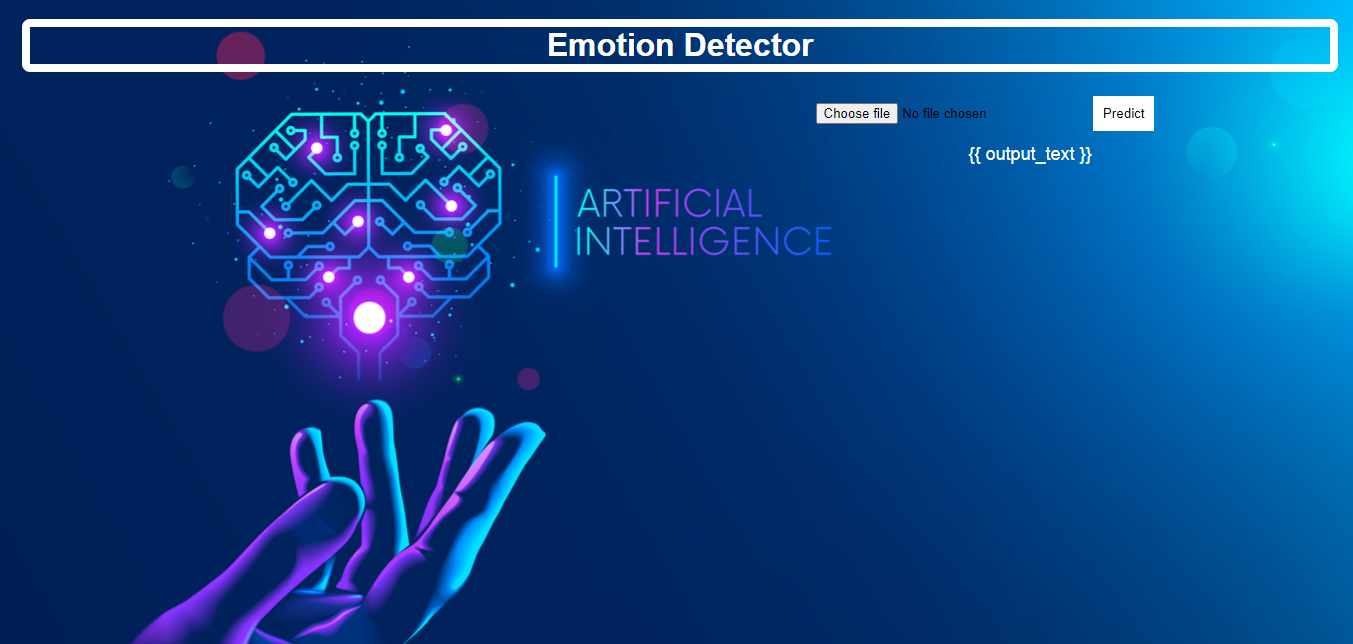 Emotion Detector
Choose file No file chosen
Predict
{{ output_text }}
ARTIFICIAL
INTELLIGENCE